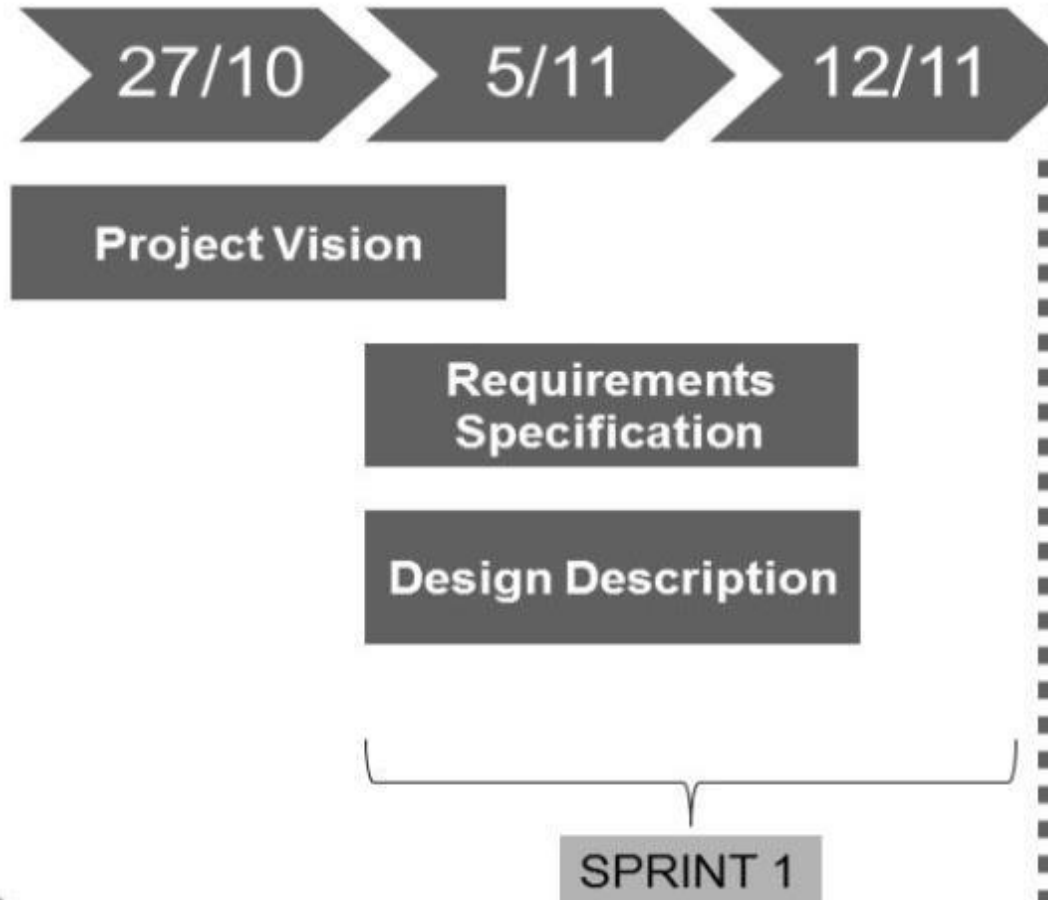 27/10 5/11 12/11
Project Vision
Requirements
Specification
Design Description
SPRINT 1